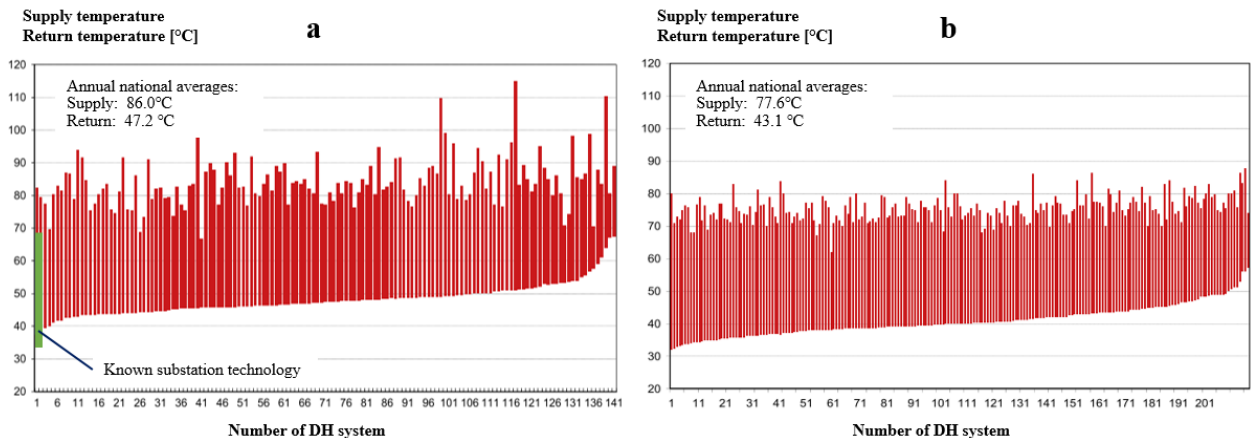 Supply temperature
Return temperature [°C]
a
120
110
100
90
80
70
60
50
40
30
20
Annual national averages:
Supply: 86.0°C
Return: 47.2 °C
Known substation technology
1 6 11 16 21 26 31 36 41 46 51 56 61 66 71 76 81 86 91 96 101 106 111 116 121 126 131 136 141
Number of DH system
Supply temperature
Return temperature [°C]
b
120
110
100
90
80
70
60
50
40
30
20
Annual national averages:
Supply: 77.6°C
Return: 43.1 °C
1 11 21 31 41 51 61 71 81 91 101 111 121 131 141 151 161 171 181 191 201
Number of DH system